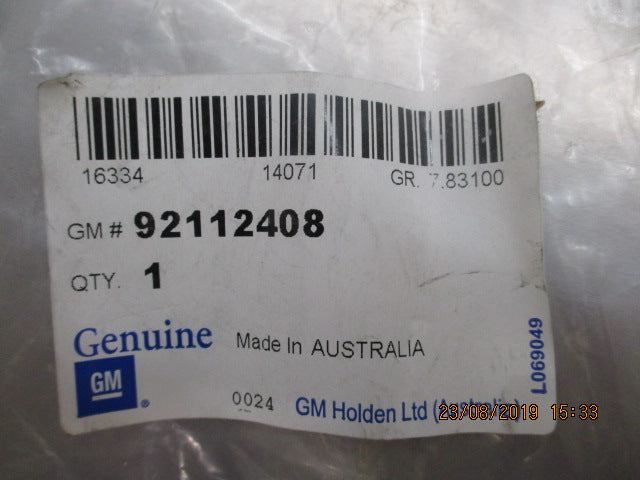 16334 14071 GR. 7.83100
GM # 92112408
QTY. 1
Genuine Made In AUSTRALIA
GM
0024 GM Holden Ltd (Australia)
L069049
23/08/2019 15:33